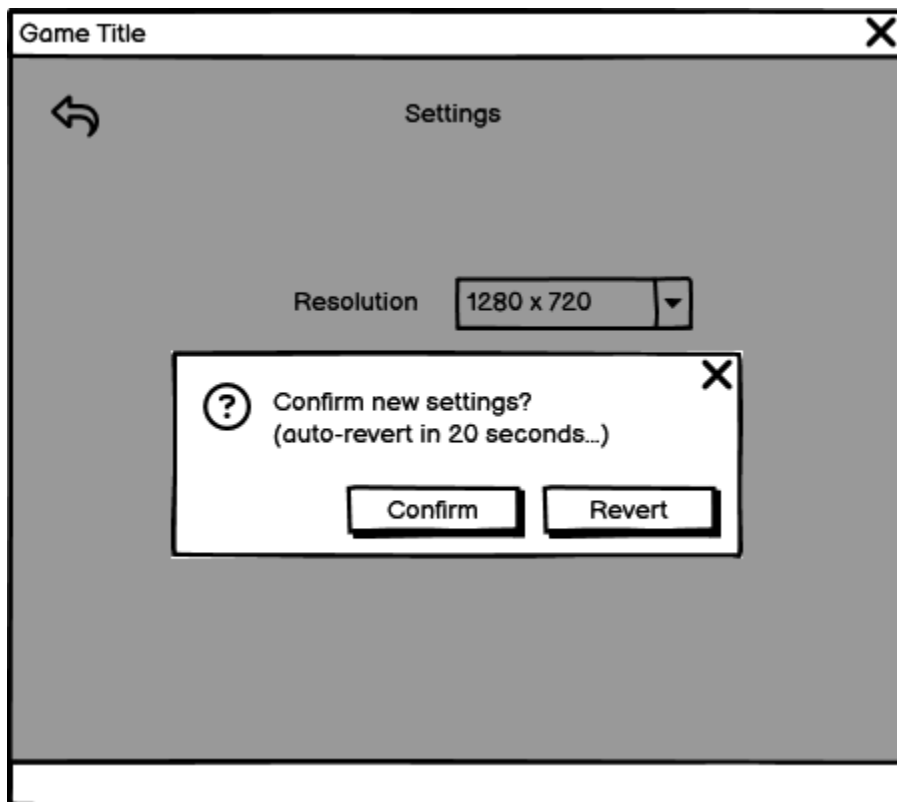 Game Title
Settings
Resolution
1280 x 720
Confirm new settings?
(auto-revert in 20 seconds...)
Confirm
Revert